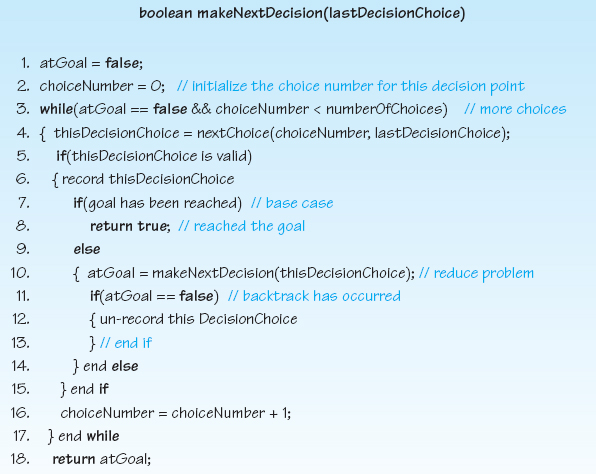 boolean makeNextDecision(lastDecisionChoice)
1. atGoal = false;
2. choiceNumber = 0; // initialize the choice number for this decision point
3. while(atGoal == false && choiceNumber < numberOfChoices) // more choices
4. { thisDecisionChoice = nextChoice(choiceNumber, lastDecisionChoice);
5. if(thisDecisionChoice is valid)
6. { record thisDecisionChoice
7. if(goal has been reached) // base case
8. return true; // reached the goal
9. else
10. { atGoal = makeNextDecision(thisDecisionChoice); // reduce problem
11. if(atGoal == false) // backtrack has occurred
12. { un-record this DecisionChoice
13. } // end if
14. } end else
15. } end if
16. choiceNumber = choiceNumber + 1;
17. } end while
18. return atGoal;